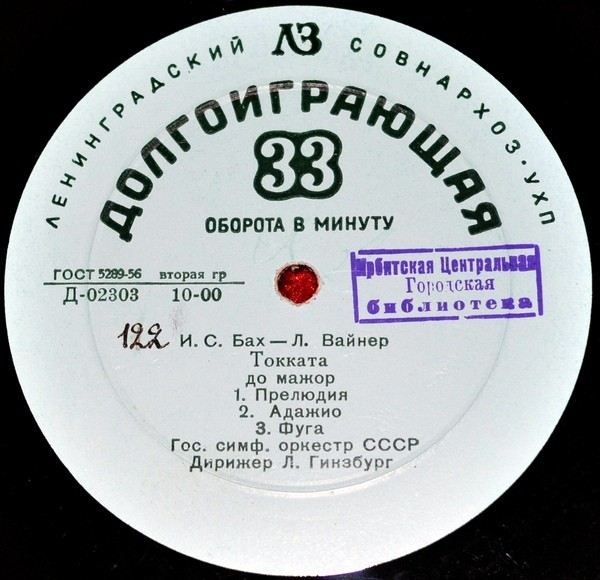 ЛЕНИНГРАДСКИЙ ЛЗ СОВНАРХОЗ·УХП
ДОЛГОИГРАЮЩАЯ
33
ОБОРОТА В МИНУТУ
ГОСТ 5289-56 вторая гр
Д-02303 10-00
Ирбитская Центральная
Городская
библиотека
122 И. С. Бах — Л. Вайнер
Токката
до мажор
1. Прелюдия
2. Адажио
3. Фуга
Гос. симф. оркестр СССР
Дирижер Л. Гинзбург